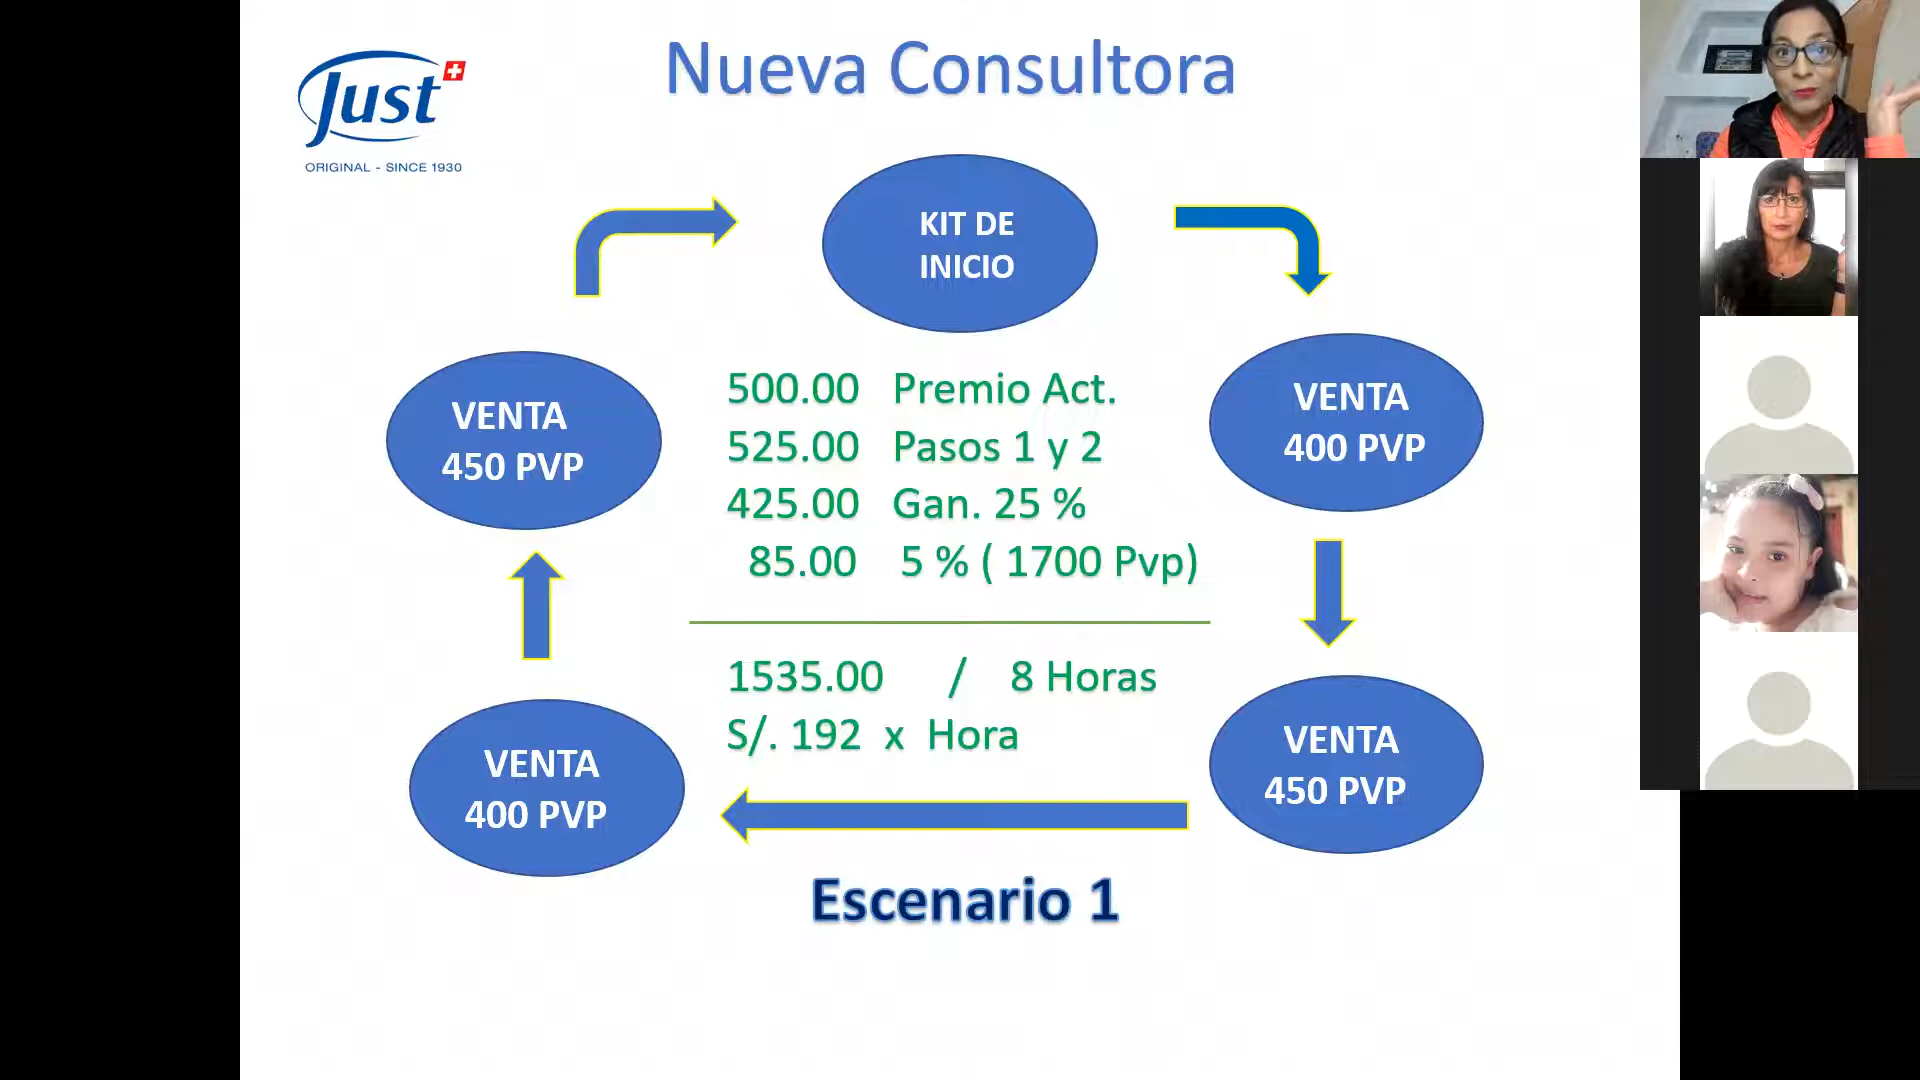 Just
ORIGINAL - SINCE 1930
Nueva Consultora
KIT DE
INICIO
VENTA
450 PVP
500.00 Premio Act.
525.00 Pasos 1 y 2
425.00 Gan. 25 %
85.00 5 % ( 1700 Pvp)
VENTA
400 PVP
1535.00 / 8 Horas
S/. 192 x Hora
VENTA
400 PVP
VENTA
450 PVP
Escenario 1